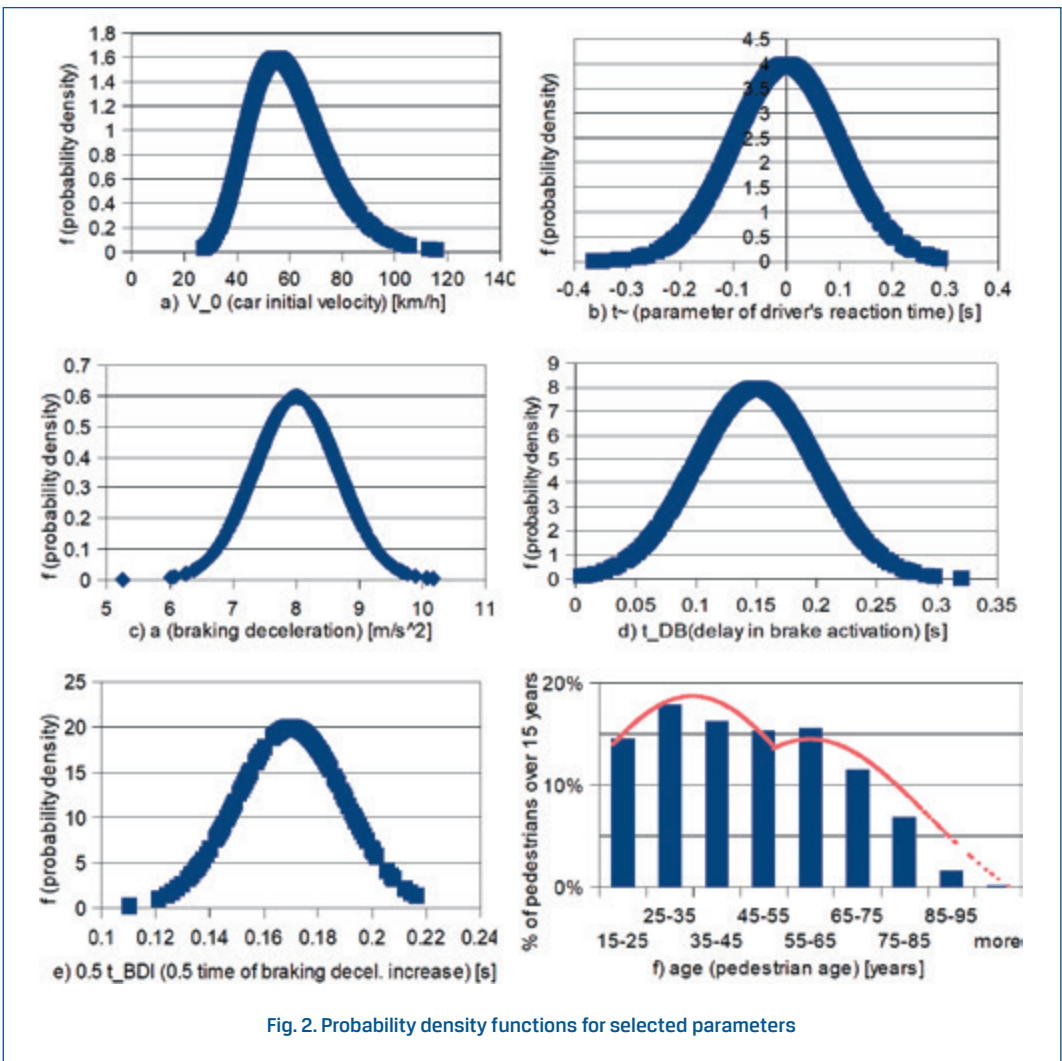 f (probability density)
1.8
1.6
1.4
1.2
1
0.8
0.6
0.4
0.2
0
0 20 40 60 80 100 120 14
a) V_0 (car initial velocity) [km/h]
f (probability density)
4.5
4
3.5
3
2.5
2
1.5
1
0.5
0
-0.4 -0.3 -0.2 -0.1 0 0.1 0.2 0.3 0.4
b) t~ (parameter of driver's reaction time) [s]
f (probability density)
0.7
0.6
0.5
0.4
0.3
0.2
0.1
0
5 6 7 8 9 10 11
c) a (braking deceleration) [m/s^2]
f (probability density)
9
8
7
6
5
4
3
2
1
0
0 0.05 0.1 0.15 0.2 0.25 0.3 0.35
d) t_DB(delay in brake activation) [s]
f (probability density)
25
20
15
10
5
0
0.1 0.12 0.14 0.16 0.18 0.2 0.22 0.24
e) 0.5 t_BDI (0.5 time of braking decel. increase) [s]
% of pedestrians over 15 years
20%
10%
0%
25-35 45-55 65-75 85-95
15-25 35-45 55-65 75-85 more
f) age (pedestrian age) [years]
Fig. 2. Probability density functions for selected parameters